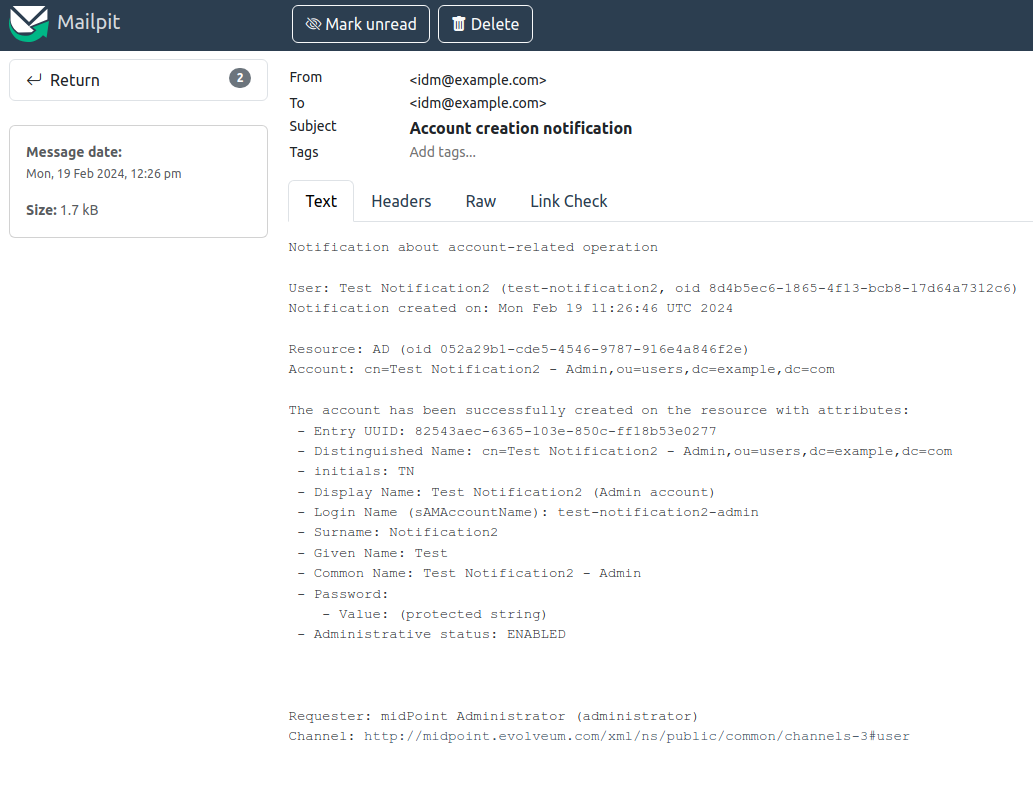 Mailpit
Mark unread
Delete
Return 2
Message date:
Mon, 19 Feb 2024, 12:26 pm
Size: 1.7 kB
From <idm@example.com>
To <idm@example.com>
Subject Account creation notification
Tags Add tags...
Text Headers Raw Link Check
Notification about account-related operation
User: Test Notification2 (test-notification2, oid 8d4b5ec6-1865-4f13-bcb8-17d64a7312c6)
Notification created on: Mon Feb 19 11:26:46 UTC 2024
Resource: AD (oid 052a29b1-cde5-4546-9787-916e4a846f2e)
Account: cn=Test Notification2 - Admin,ou=users,dc=example,dc=com
The account has been successfully created on the resource with attributes:
- Entry UUID: 82543aec-6365-103e-850c-ff18b53e0277
- Distinguished Name: cn=Test Notification2 - Admin,ou=users,dc=example,dc=com
- initials: TN
- Display Name: Test Notification2 (Admin account)
- Login Name (sAMAccountName): test-notification2-admin
- Surname: Notification2
- Given Name: Test
- Common Name: Test Notification2 - Admin
- Password:
- Value: (protected string)
- Administrative status: ENABLED
Requester: midPoint Administrator (administrator)
Channel: http://midpoint.evolveum.com/xml/ns/public/common/channels-3#user